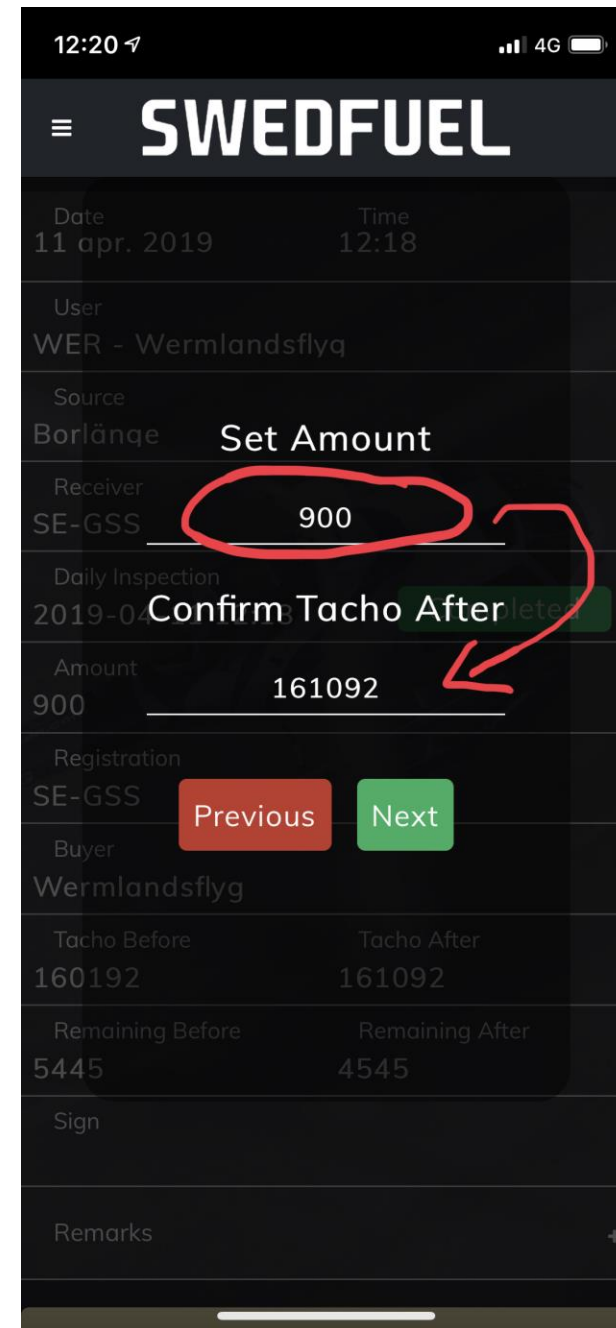 12:20 4G
SWEDFUEL
Date Time
11 apr. 2019 12:18
User
WER - Wermlandsflyg
Source
Borlänge
Set Amount
Receiver
SE-GSS
900
Daily Inspection
Confirm Tacho After
Amount
900
161092
Registration
SE-GSS
Previous Next
Buyer
Wermlandsflyg
Tacho Before Tacho After
160192 161092
Remaining Before Remaining After
5445 4545
Sign
Remarks